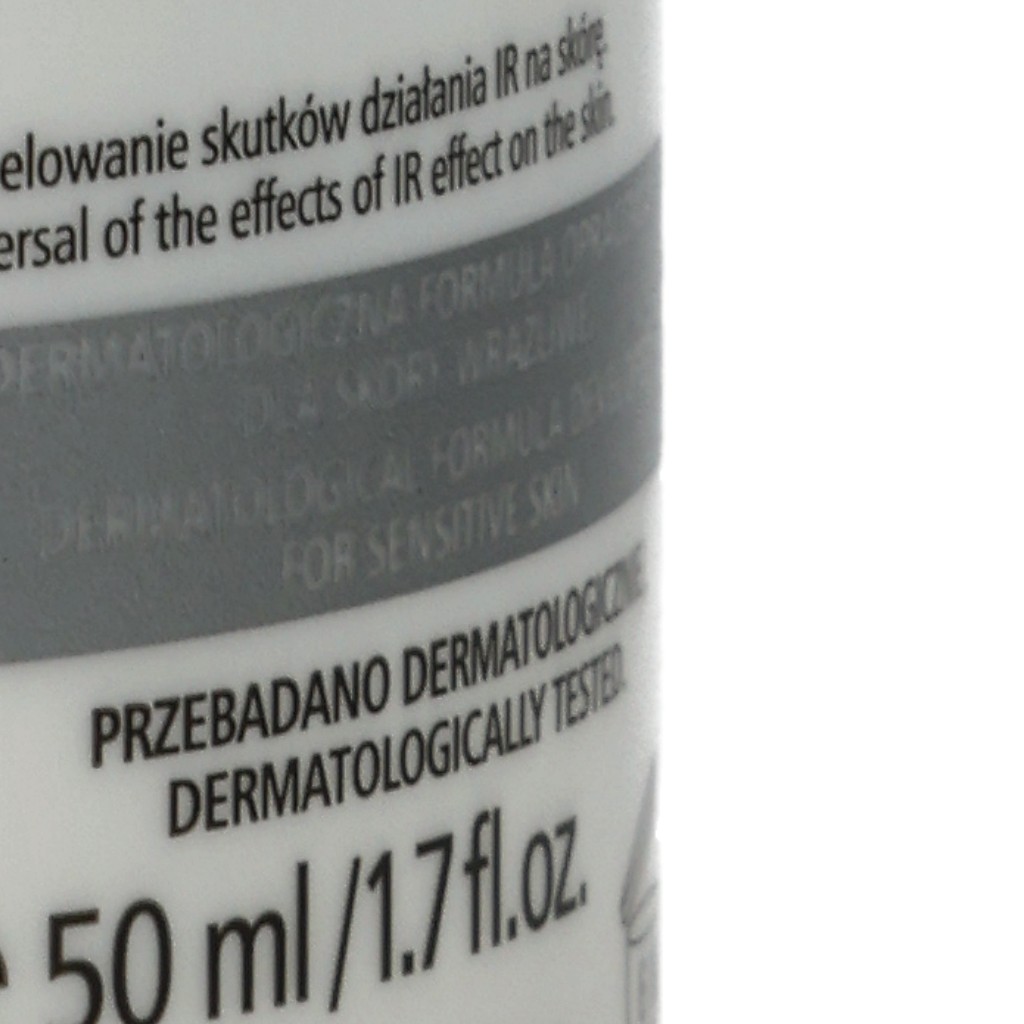 elowanie skutków działania IR na skórę.
ersal of the effects of IR effect on the skin.
DERMATOLOGICZNA FORMUŁA
DLA SKÓRY WRAŻLIWEJ
DERMATOLOGICAL FORMULA
FOR SENSITIVE SKIN
PRZEBADANO DERMATOLOGICZNIE
DERMATOLOGICALLY TESTED.
50 ml/1.7 fl.oz.